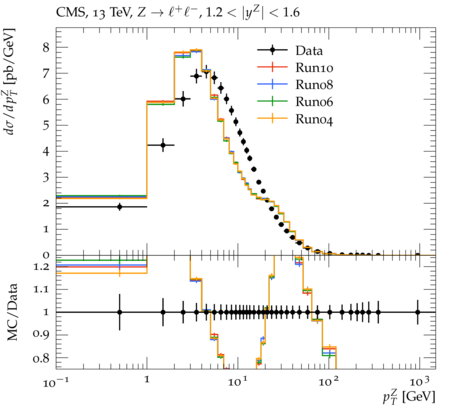 CMS, 13 TeV, Z → ℓ⁺ℓ⁻, 1.2 < |y^Z| < 1.6
dσ/dp_T^Z [pb/GeV]
8
7
6
5
4
3
2
1
0
Data
Run10
Run08
Run06
Run04
MC/Data
1.2
1.1
1
0.9
0.8
10⁻¹
1
10¹
10²
10³
p_T^Z [GeV]